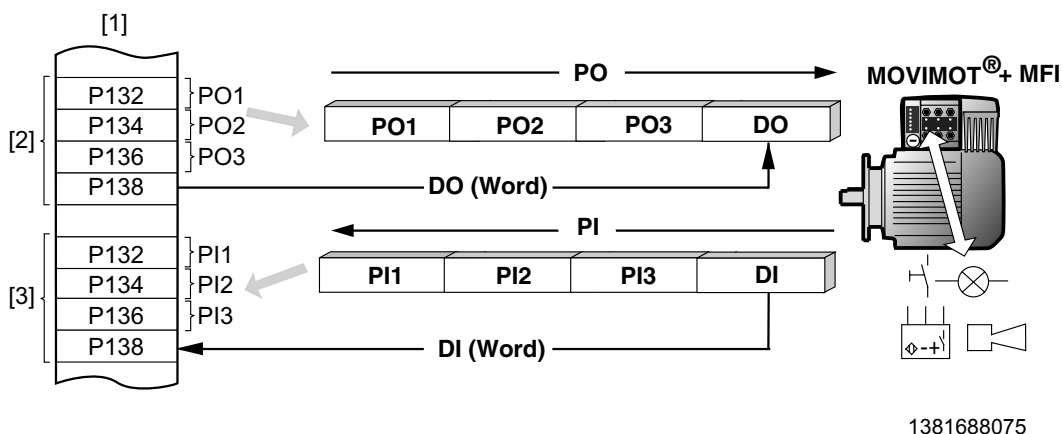 [1]
P132
P134
P136
P138
[2]
PO1
PO2
PO3
PO
PO1 PO2 PO3 DO
DO (Word)
MOVIMOT®+ MFI
P132
P134
P136
P138
[3]
PI1
PI2
PI3
PI
PI1 PI2 PI3 DI
DI (Word)
1381688075